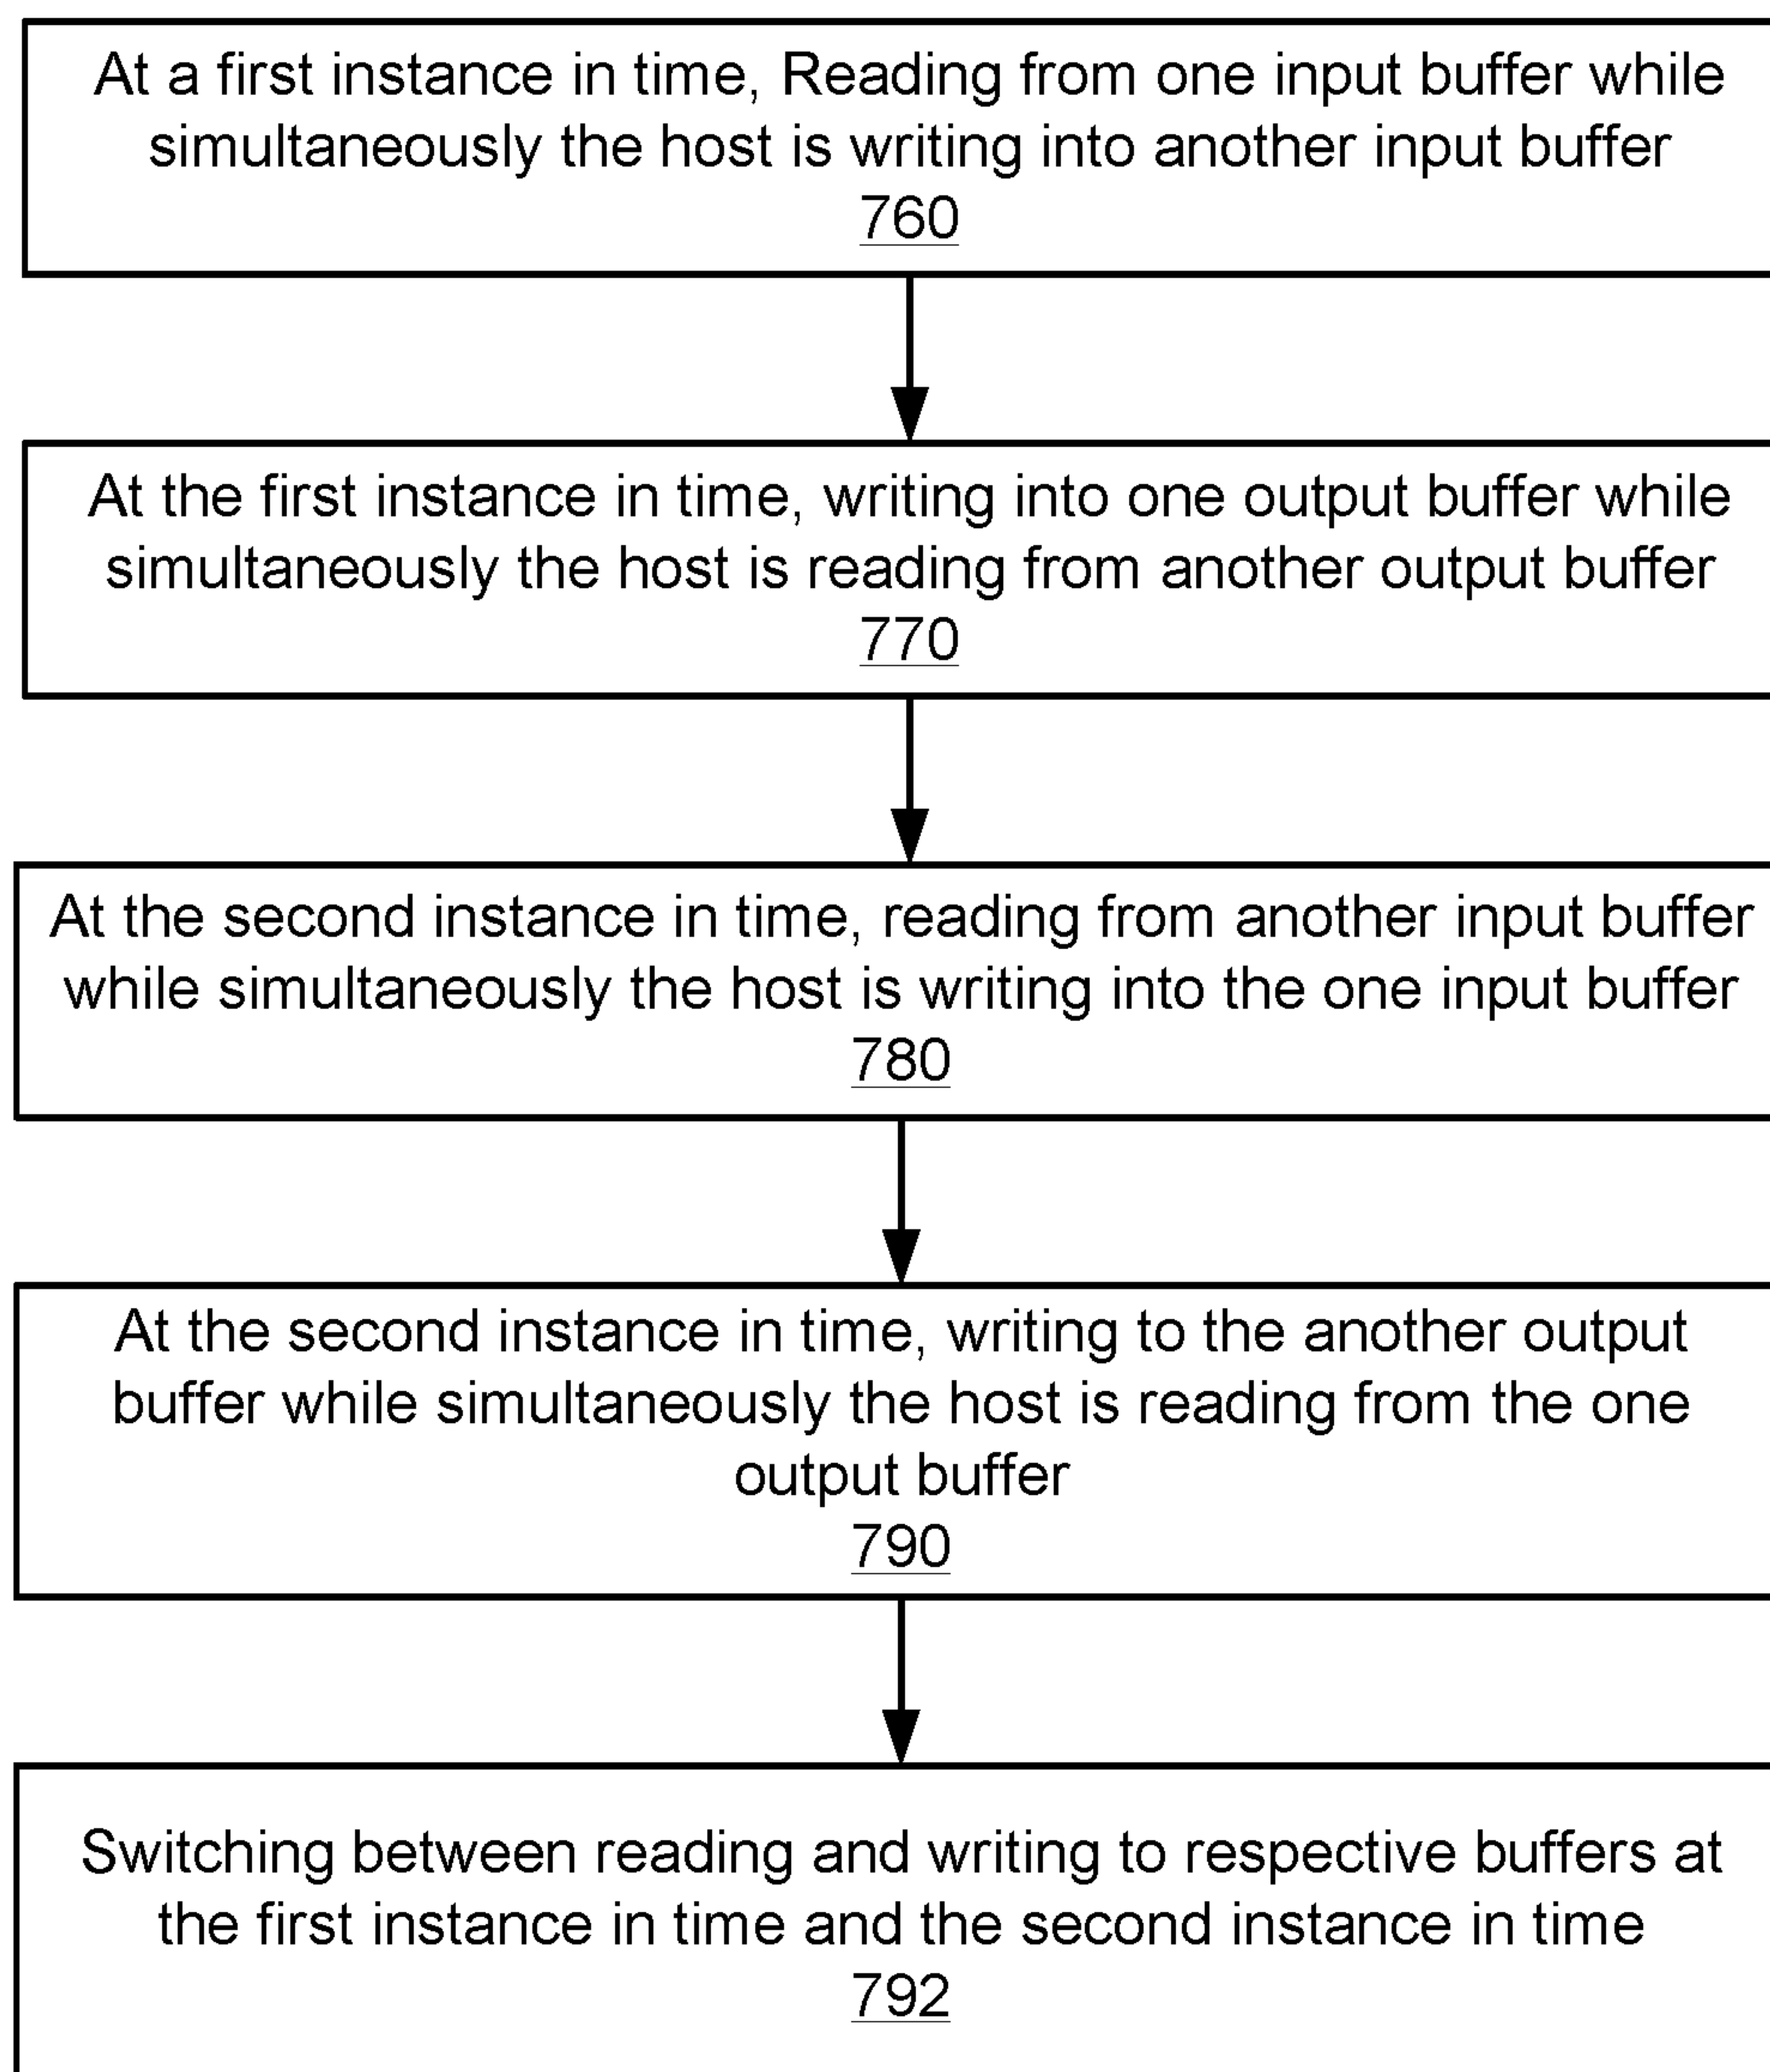 At a first instance in time, Reading from one input buffer while
simultaneously the host is writing into another input buffer
760
At the first instance in time, writing into one output buffer while
simultaneously the host is reading from another output buffer
770
At the second instance in time, reading from another input buffer
while simultaneously the host is writing into the one input buffer
780
At the second instance in time, writing to the another output
buffer while simultaneously the host is reading from the one
output buffer
790
Switching between reading and writing to respective buffers at
the first instance in time and the second instance in time
792